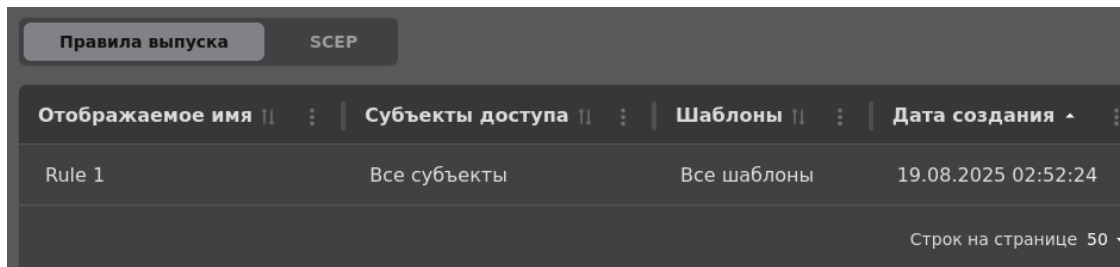 Правила выпуска SCEP
Отображаемое имя Субъекты доступа Шаблоны Дата создания
Rule 1 Все субъекты Все шаблоны 19.08.2025 02:52:24
Строк на странице 50